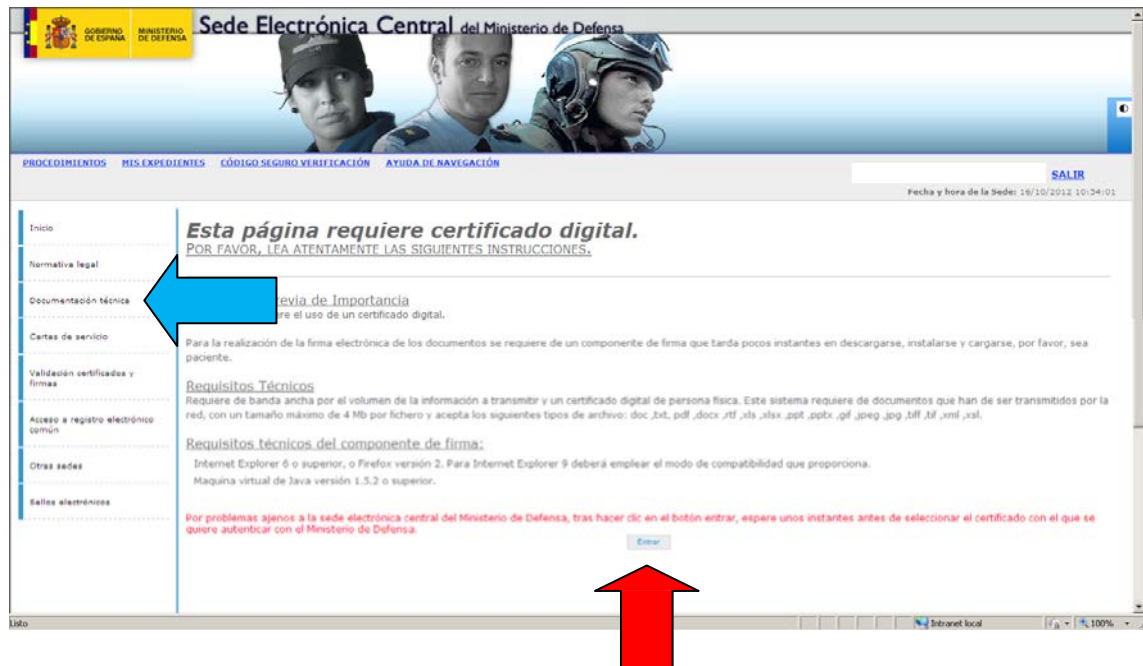 GOBIERNO DE ESPAÑA
MINISTERIO DE DEFENSA
Sede Electrónica Central del Ministerio de Defensa
PROCEDIMIENTOS MIS EXPEDIENTES CÓDIGO SEGURO VERIFICACIÓN AYUDA DE NAVEGACIÓN
SALIR
Fecha y hora de la Sede: 16/10/2012 10:54:01
Inicio
Normativa legal
Documentación técnica
Cartas de servicio
Validación certificados y
firmas
Acceso a registro electrónico
común
Otras sedes
Sellos electrónicos
Esta página requiere certificado digital.
POR FAVOR, LEA ATENTAMENTE LAS SIGUIENTES INSTRUCCIONES.
revia de Importancia
re el uso de un certificado digital.
Para la realización de la firma electrónica de los documentos se requiere de un componente de firma que tarda pocos instantes en descargarse, instalarse y cargarse, por favor, sea
paciente.
Requisitos Técnicos
Requiere de banda ancha por el volumen de la información a transmitir y un certificado digital de persona física. Este sistema requiere de documentos que han de ser transmitidos por la
red, con un tamaño máximo de 4 Mb por fichero y acepta los siguientes tipos de archivo: doc ,txt, pdf ,docx ,rtf ,xls ,xlsx ,ppt ,pptx ,gif ,jpeg ,jpg ,tiff ,tif ,xml ,xsl.
Requisitos técnicos del componente de firma:
Internet Explorer 6 o superior, o Firefox versión 2. Para Internet Explorer 9 deberá emplear el modo de compatibilidad que proporciona.
Maquina virtual de Java versión 1.5.2 o superior.
Por problemas ajenos a la sede electrónica central del Ministerio de Defensa, tras hacer clic en el botón entrar, espere unos instantes antes de seleccionar el certificado con el que se
quiere autenticar con el Ministerio de Defensa.
Entrar
Listo
Intranet local
100%